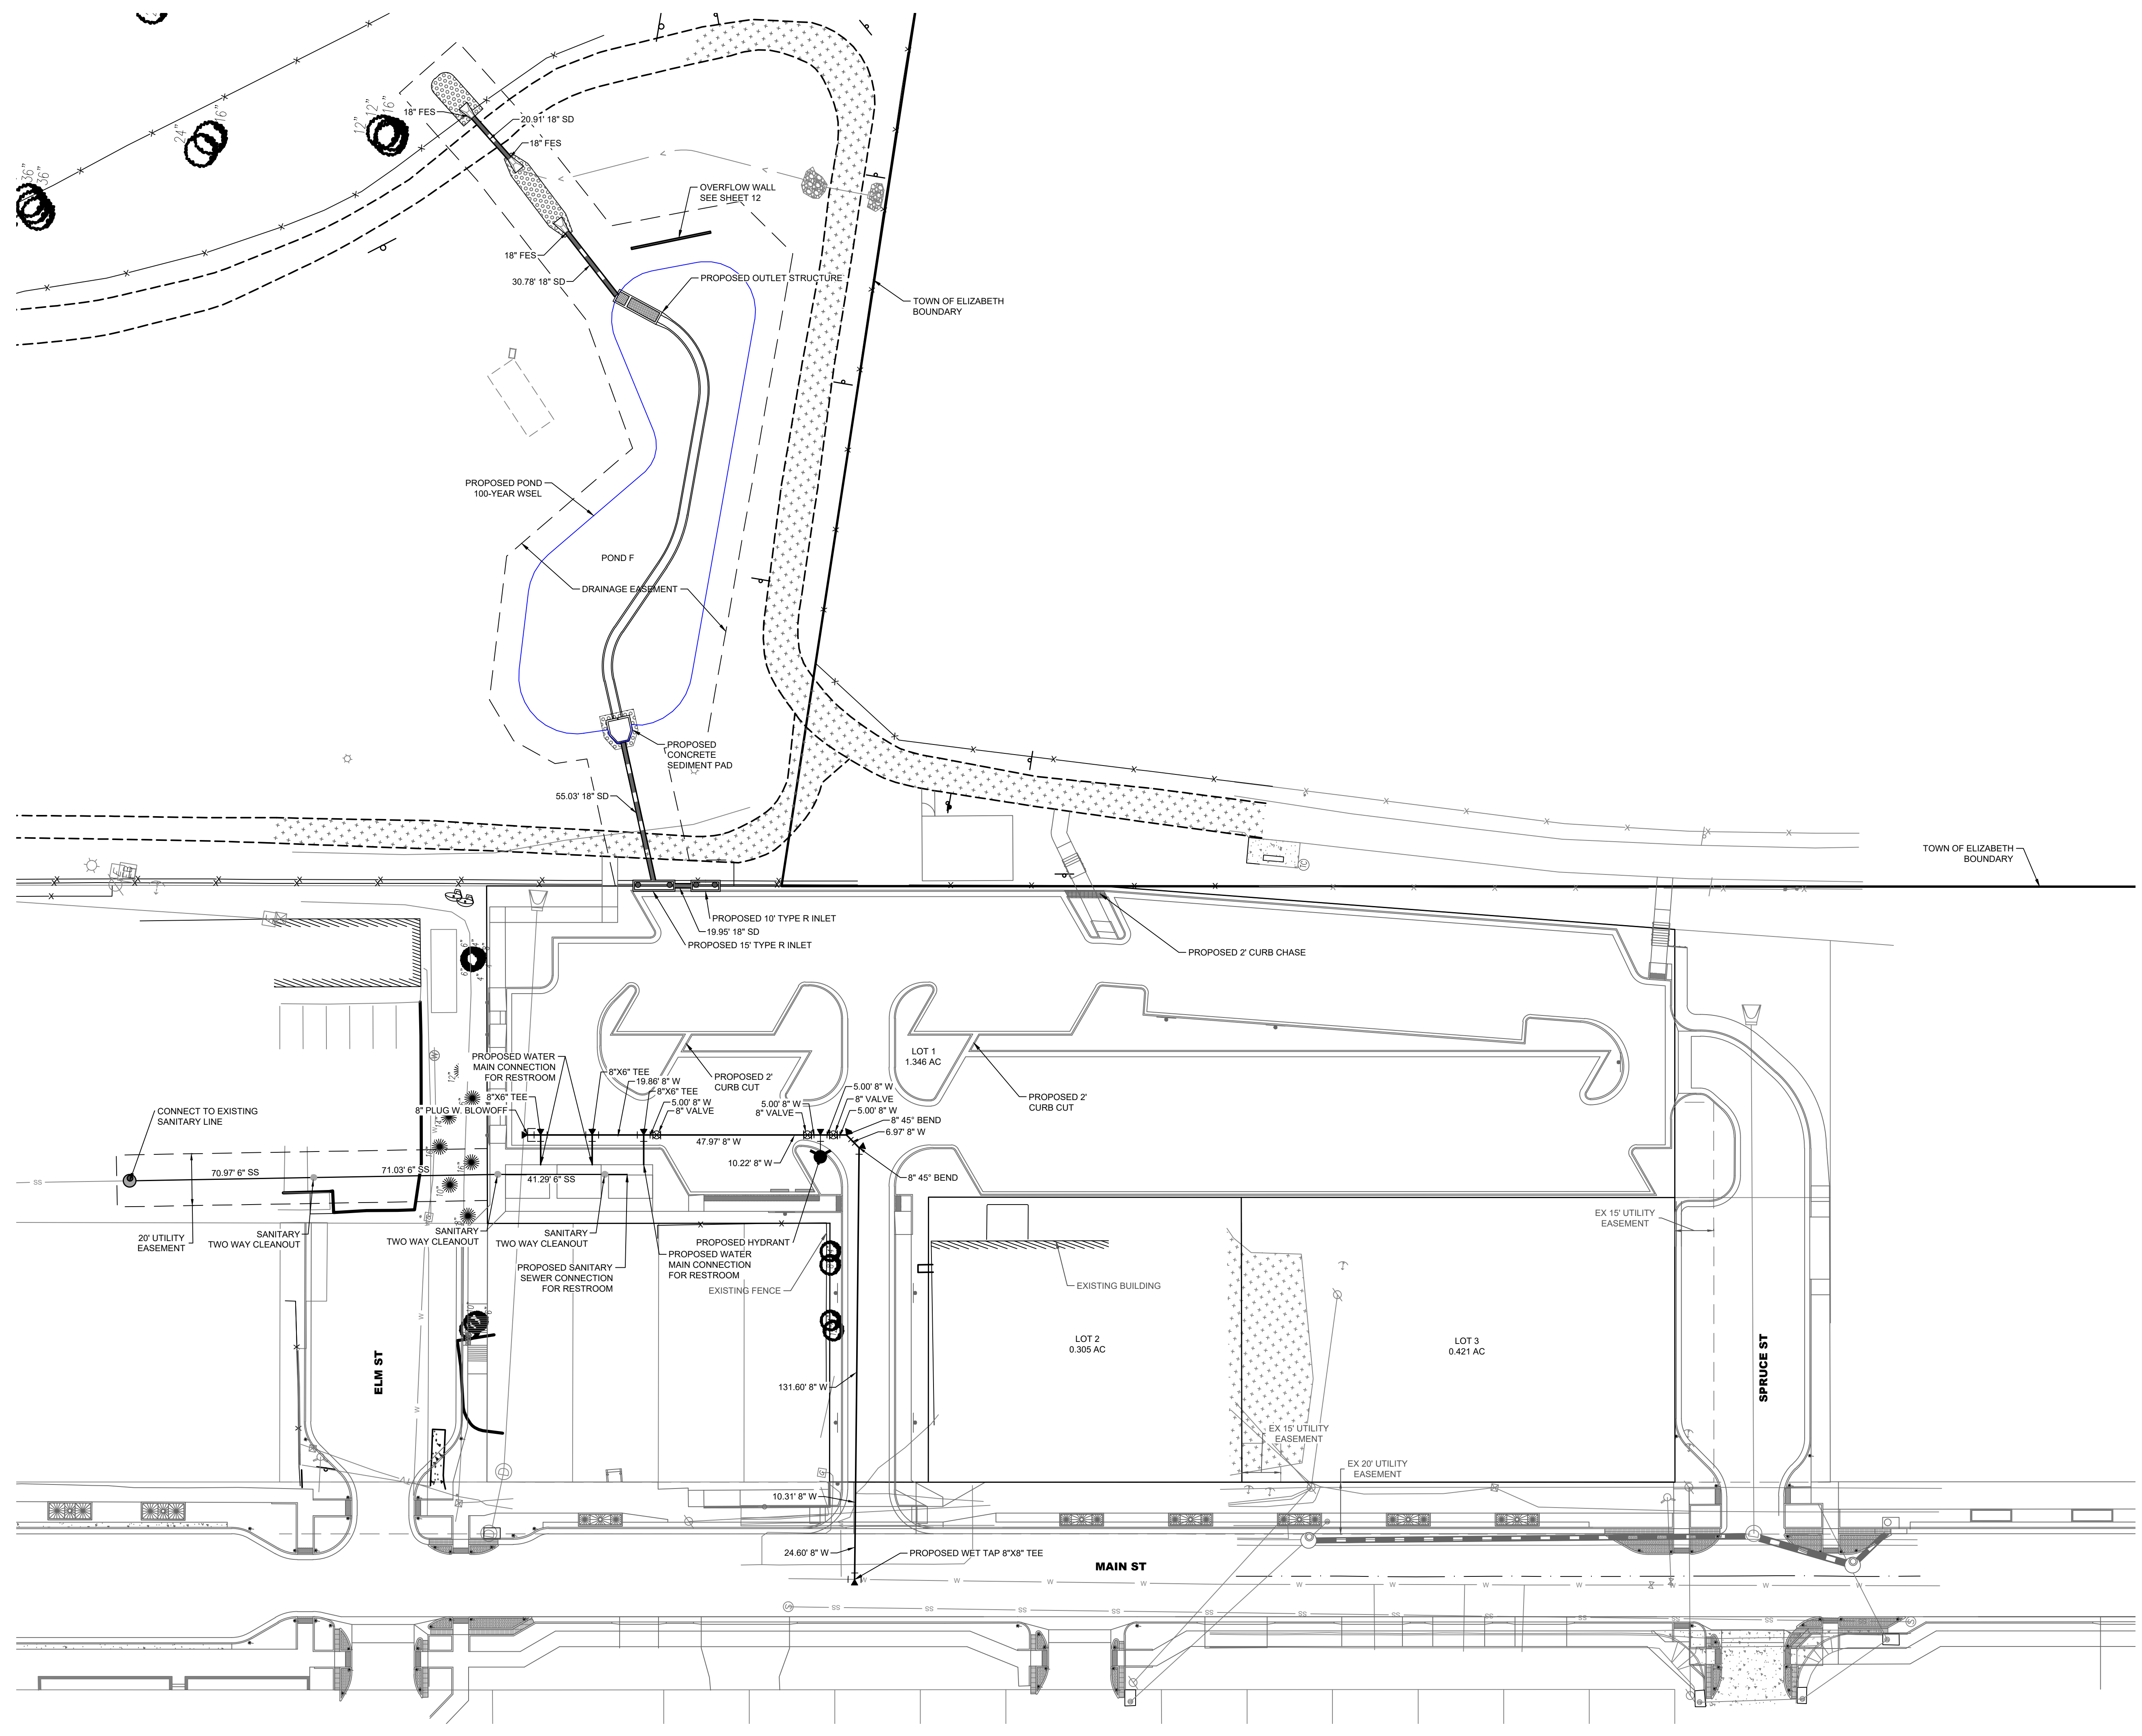 24"
16"
12"
12"
16"
36"
36"
18" FES
20.91' 18" SD
18" FES
OVERFLOW WALL
SEE SHEET 12
18" FES
30.78' 18" SD
PROPOSED OUTLET STRUCTURE
TOWN OF ELIZABETH
BOUNDARY
PROPOSED POND
100-YEAR WSEL
POND F
DRAINAGE EASEMENT
PROPOSED
CONCRETE
SEDIMENT PAD
55.03' 18" SD
TOWN OF ELIZABETH
BOUNDARY
PROPOSED 10' TYPE R INLET
19.95' 18" SD
PROPOSED 15' TYPE R INLET
PROPOSED 2' CURB CHASE
LOT 1
1.346 AC
PROPOSED WATER
MAIN CONNECTION
FOR RESTROOM
8"X6" TEE
19.86' 8" W
8"X6" TEE
5.00' 8" W
8" VALVE
8"X6" TEE
8" PLUG W. BLOWOFF
PROPOSED 2'
CURB CUT
5.00' 8" W
8" VALVE
5.00' 8" W
8" VALVE
5.00' 8" W
8" 45° BEND
6.97' 8" W
PROPOSED 2'
CURB CUT
47.97' 8" W
10.22' 8" W
8" 45° BEND
CONNECT TO EXISTING
SANITARY LINE
SS
70.97' 6" SS
71.03' 6" SS
41.29' 6" SS
20' UTILITY
EASEMENT
SANITARY
TWO WAY CLEANOUT
SANITARY
TWO WAY CLEANOUT
SANITARY
TWO WAY CLEANOUT
PROPOSED SANITARY
SEWER CONNECTION
FOR RESTROOM
PROPOSED HYDRANT
PROPOSED WATER
MAIN CONNECTION
FOR RESTROOM
EXISTING FENCE
EXISTING BUILDING
EX 15' UTILITY
EASEMENT
LOT 2
0.305 AC
LOT 3
0.421 AC
ELM ST
SPRUCE ST
131.60' 8" W
EX 15' UTILITY
EASEMENT
EX 20' UTILITY
EASEMENT
10.31' 8" W
24.60' 8" W
PROPOSED WET TAP 8"X8" TEE
MAIN ST